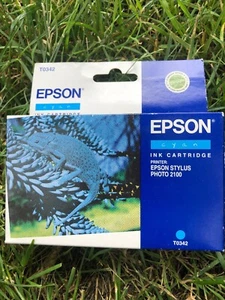 T0342
EPSON
cyan
EPSON
cyan
INK CARTRIDGE
PRINTER:
EPSON STYLUS
PHOTO 2100
T0342